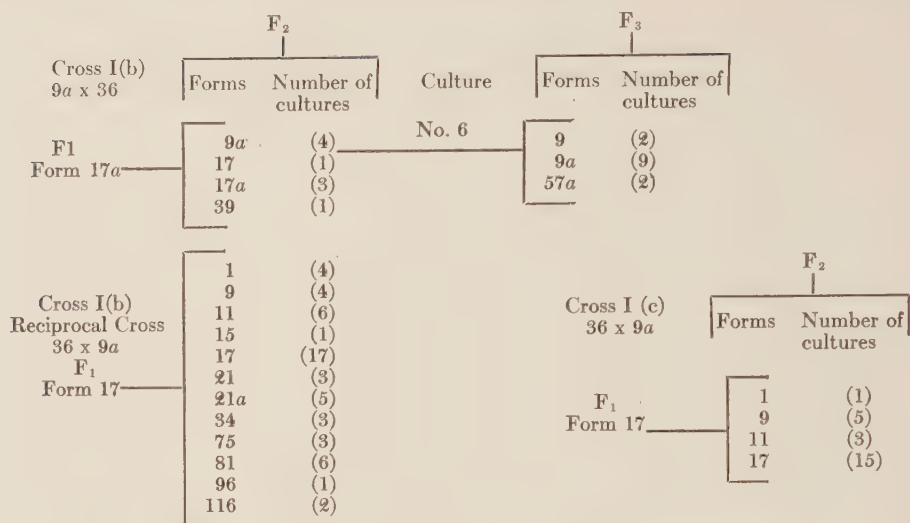 F₂
Cross I(b)
9a x 36
Forms Number of
cultures
Culture
F₃
Forms Number of
cultures
F1
Form 17a
9a (4)
17 (1)
17a (3)
39 (1)
No. 6
9 (2)
9a (9)
57a (2)
Cross I(b)
Reciprocal Cross
36 x 9a
F₁
Form 17
1 (4)
9 (4)
11 (6)
15 (1)
17 (17)
21 (3)
21a (5)
34 (3)
75 (3)
81 (6)
96 (1)
116 (2)
F₂
Cross I (c)
36 x 9a
Forms Number of
cultures
F₁
Form 17
1 (1)
9 (5)
11 (3)
17 (15)